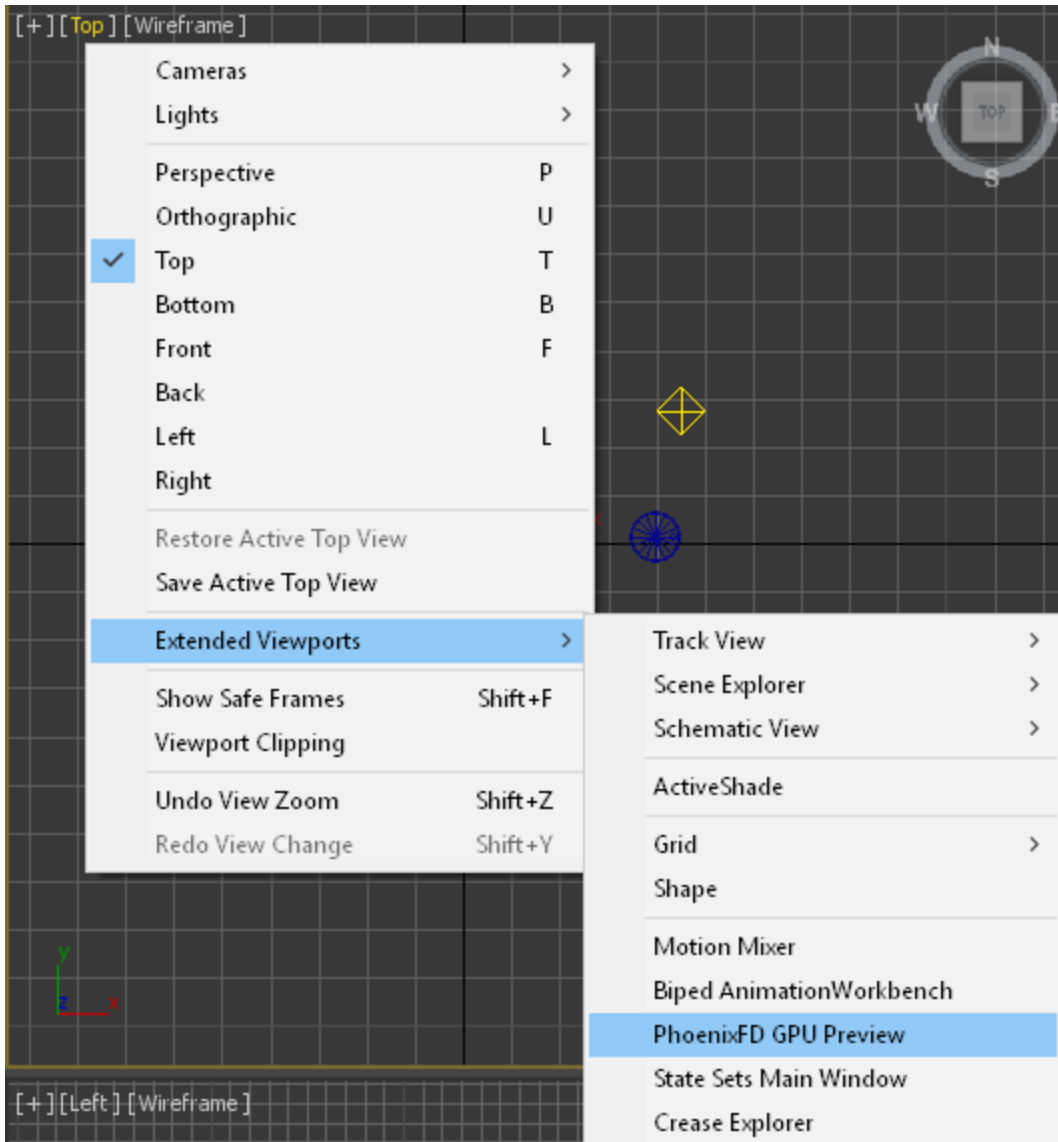 [+][Top][Wireframe]
N
W
TOP
S
Cameras
Lights
Perspective P
Orthographic U
Top T
Bottom B
Front F
Back
Left L
Right
Restore Active Top View
Save Active Top View
Extended Viewports
Show Safe Frames Shift+F
Viewport Clipping
Undo View Zoom Shift+Z
Redo View Change Shift+Y
Track View
Scene Explorer
Schematic View
ActiveShade
Grid
Shape
Motion Mixer
Biped AnimationWorkbench
PhoenixFD GPU Preview
State Sets Main Window
Crease Explorer
y
z x
[+][Left][Wireframe]